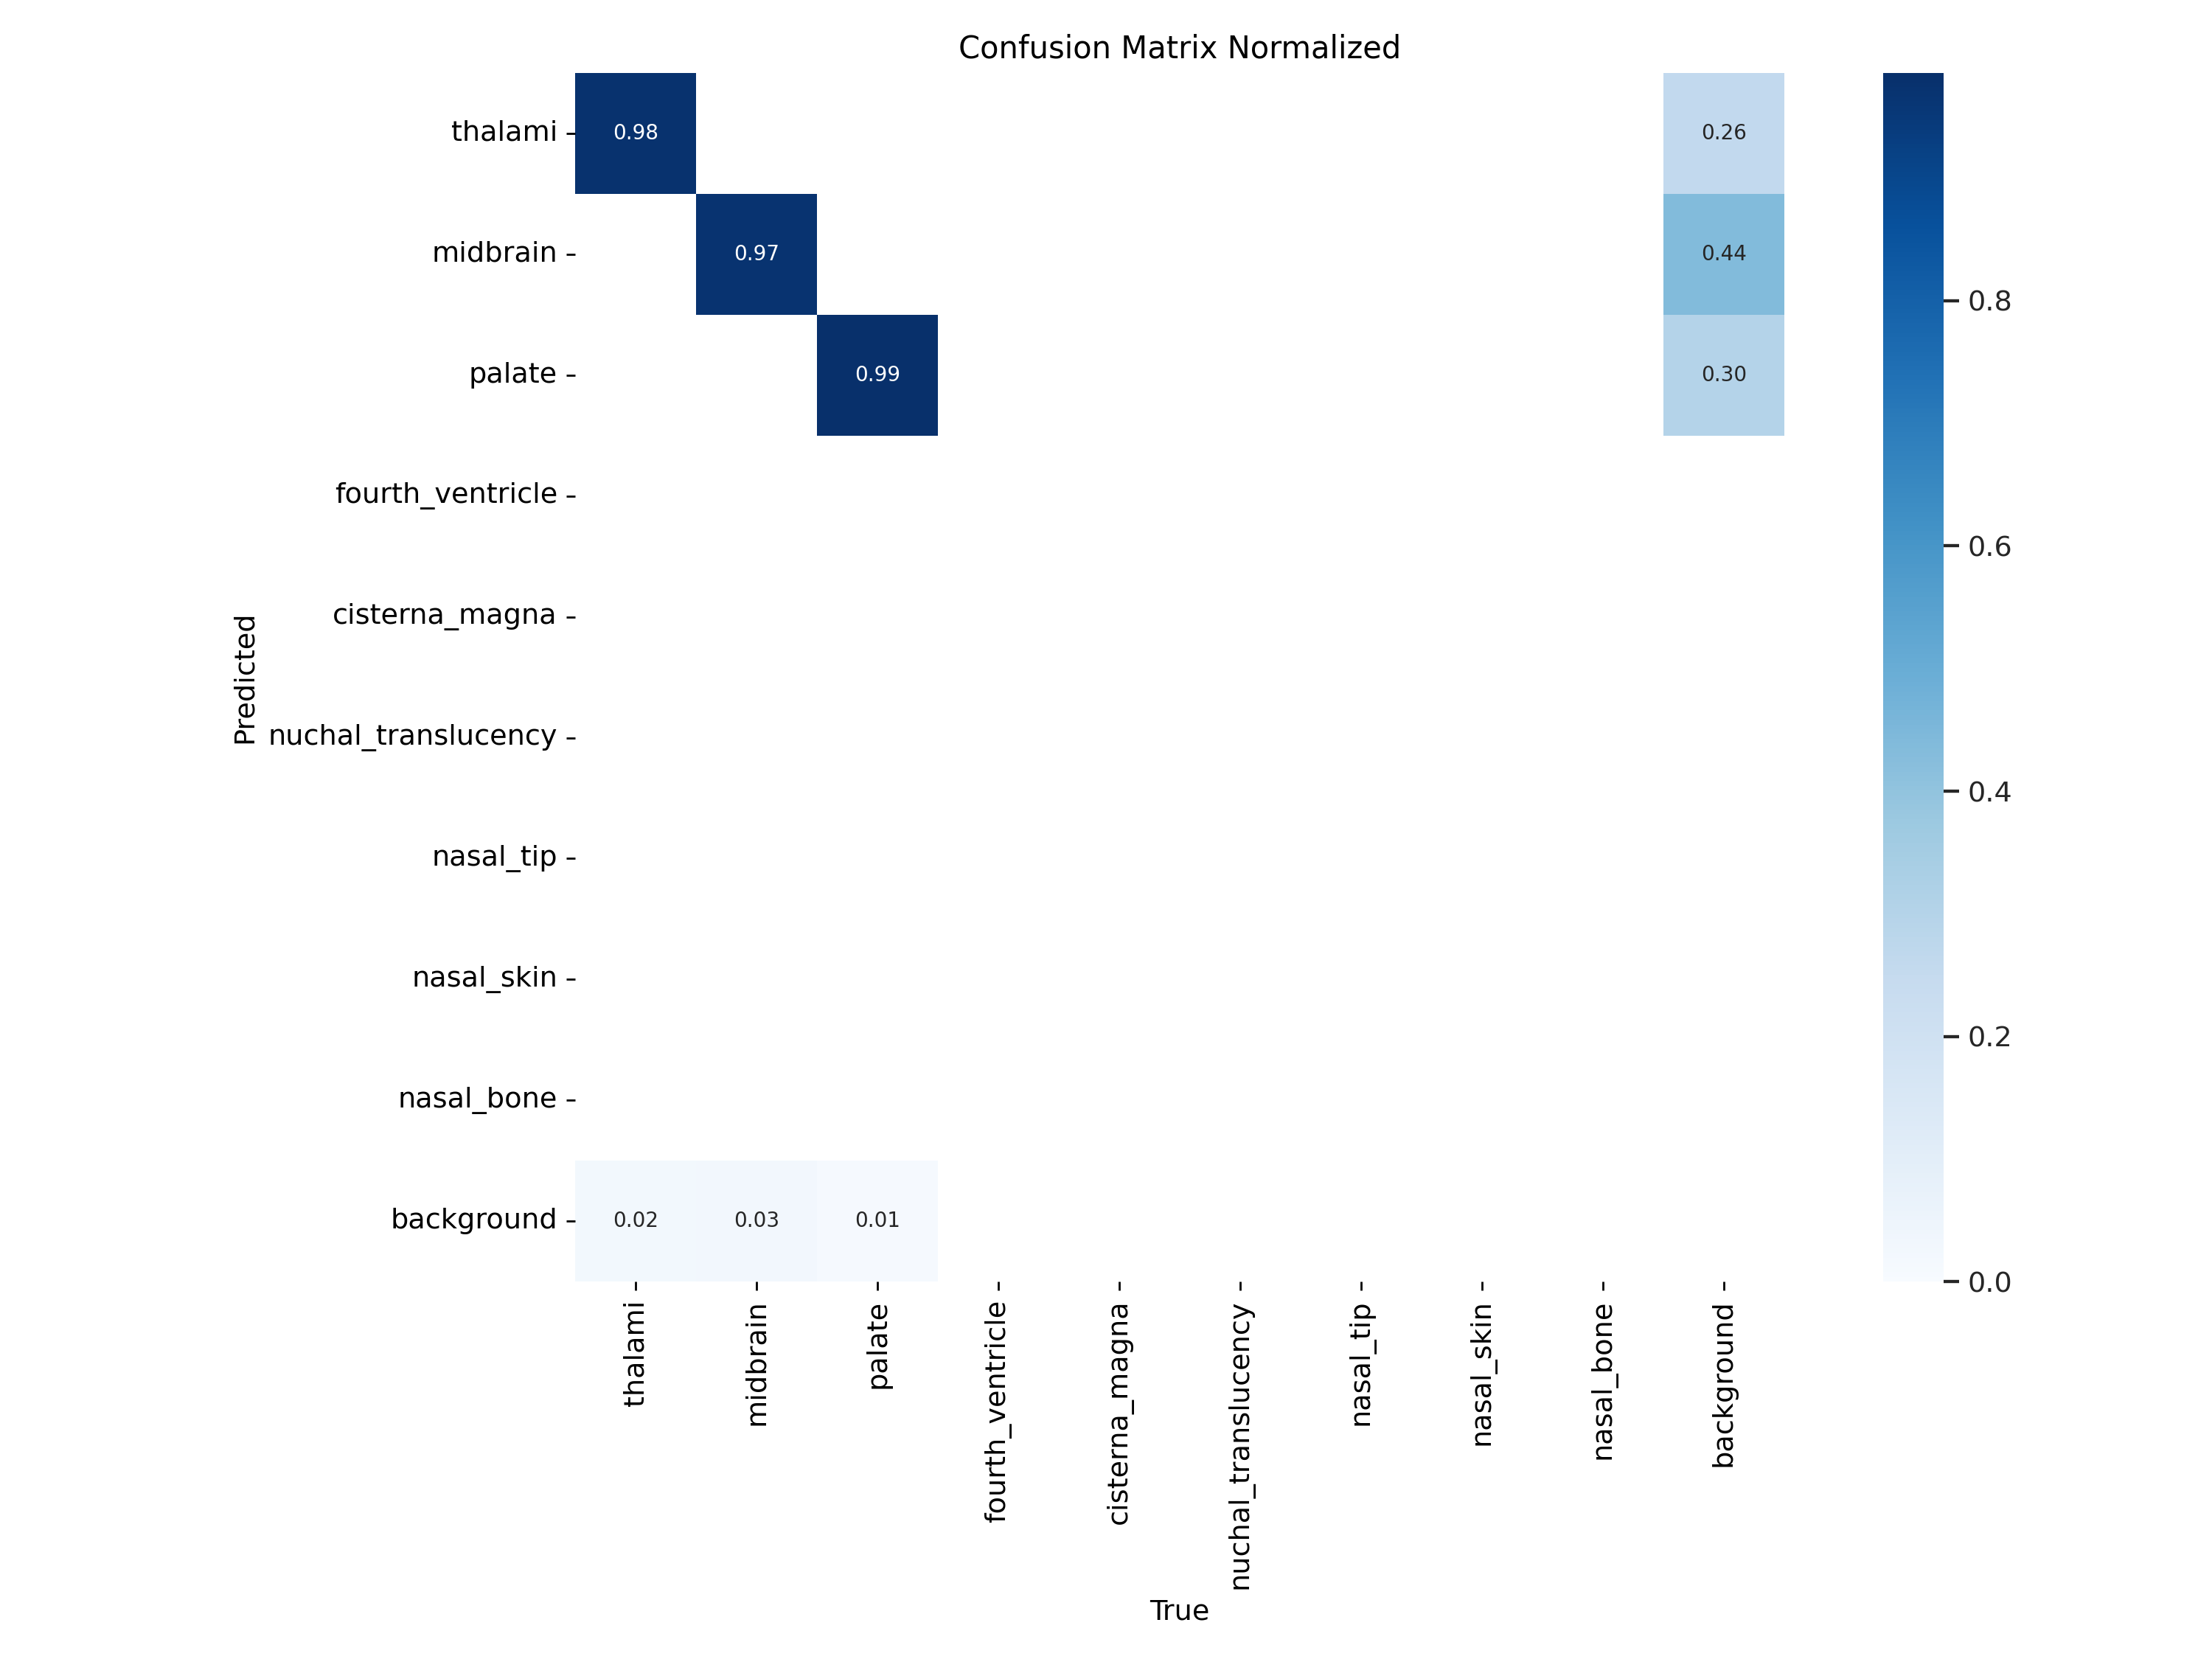 Confusion Matrix Normalized
thalami
0.98
0.26
midbrain
0.97
0.44
palate
0.99
0.30
fourth_ventricle
cisterna_magna
nuchal_translucency
nasal_tip
nasal_skin
nasal_bone
background
0.02
0.03
0.01
Predicted
thalami
midbrain
palate
fourth_ventricle
cisterna_magna
nuchal_translucency
nasal_tip
nasal_skin
nasal_bone
background
True
0.8
0.6
0.4
0.2
0.0